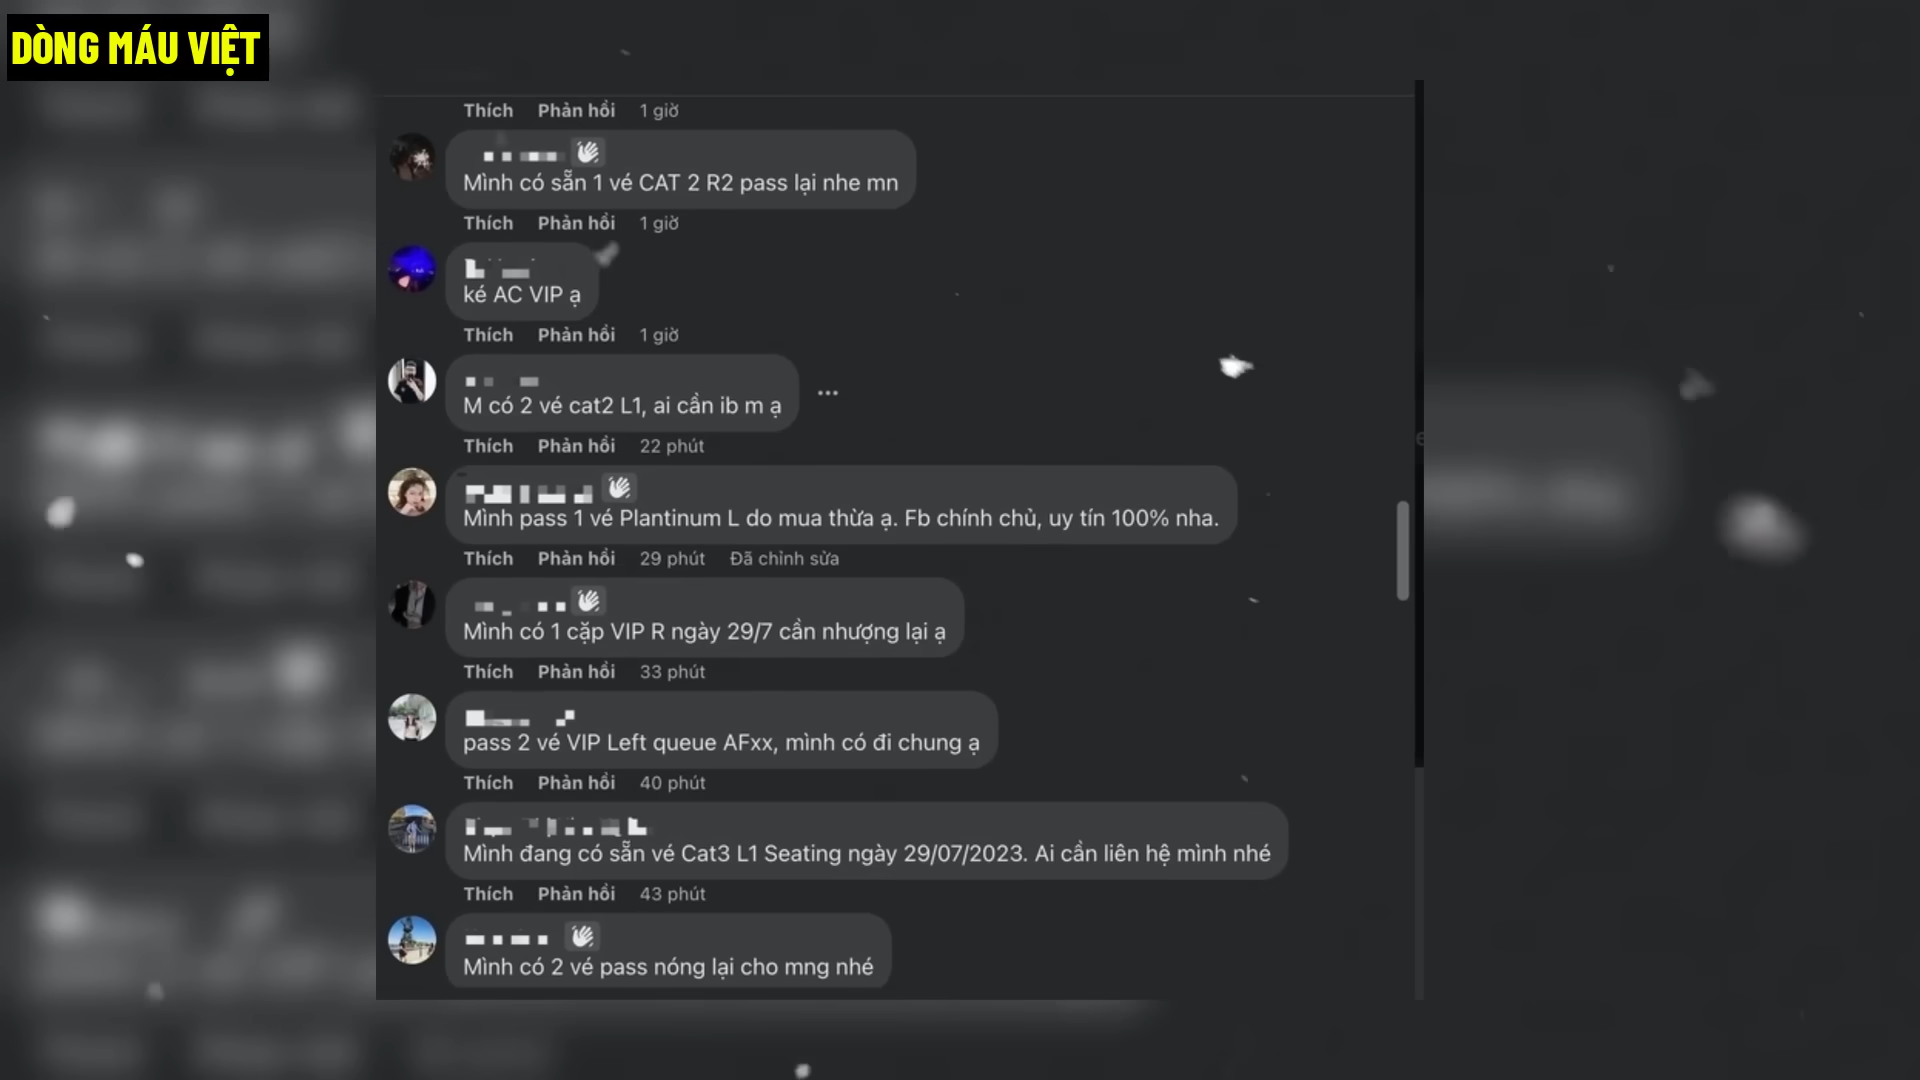 DÒNG MÁU VIỆT
Thích Phản hồi 1 giờ
Mình có sẵn 1 vé CAT 2 R2 pass lại nhe mn
Thích Phản hồi 1 giờ
ké AC VIP ạ
Thích Phản hồi 1 giờ
M có 2 vé cat2 L1, ai cần ib m ạ
Thích Phản hồi 22 phút
Mình pass 1 vé Plantinum L do mua thừa ạ. Fb chính chủ, uy tín 100% nha.
Thích Phản hồi 29 phút Đã chỉnh sửa
Mình có 1 cặp VIP R ngày 29/7 cần nhượng lại ạ
Thích Phản hồi 33 phút
pass 2 vé VIP Left queue AFxx, mình có đi chung ạ
Thích Phản hồi 40 phút
Mình đang có sẵn vé Cat3 L1 Seating ngày 29/07/2023. Ai cần liên hệ mình nhé
Thích Phản hồi 43 phút
Mình có 2 vé pass nóng lại cho mng nhé